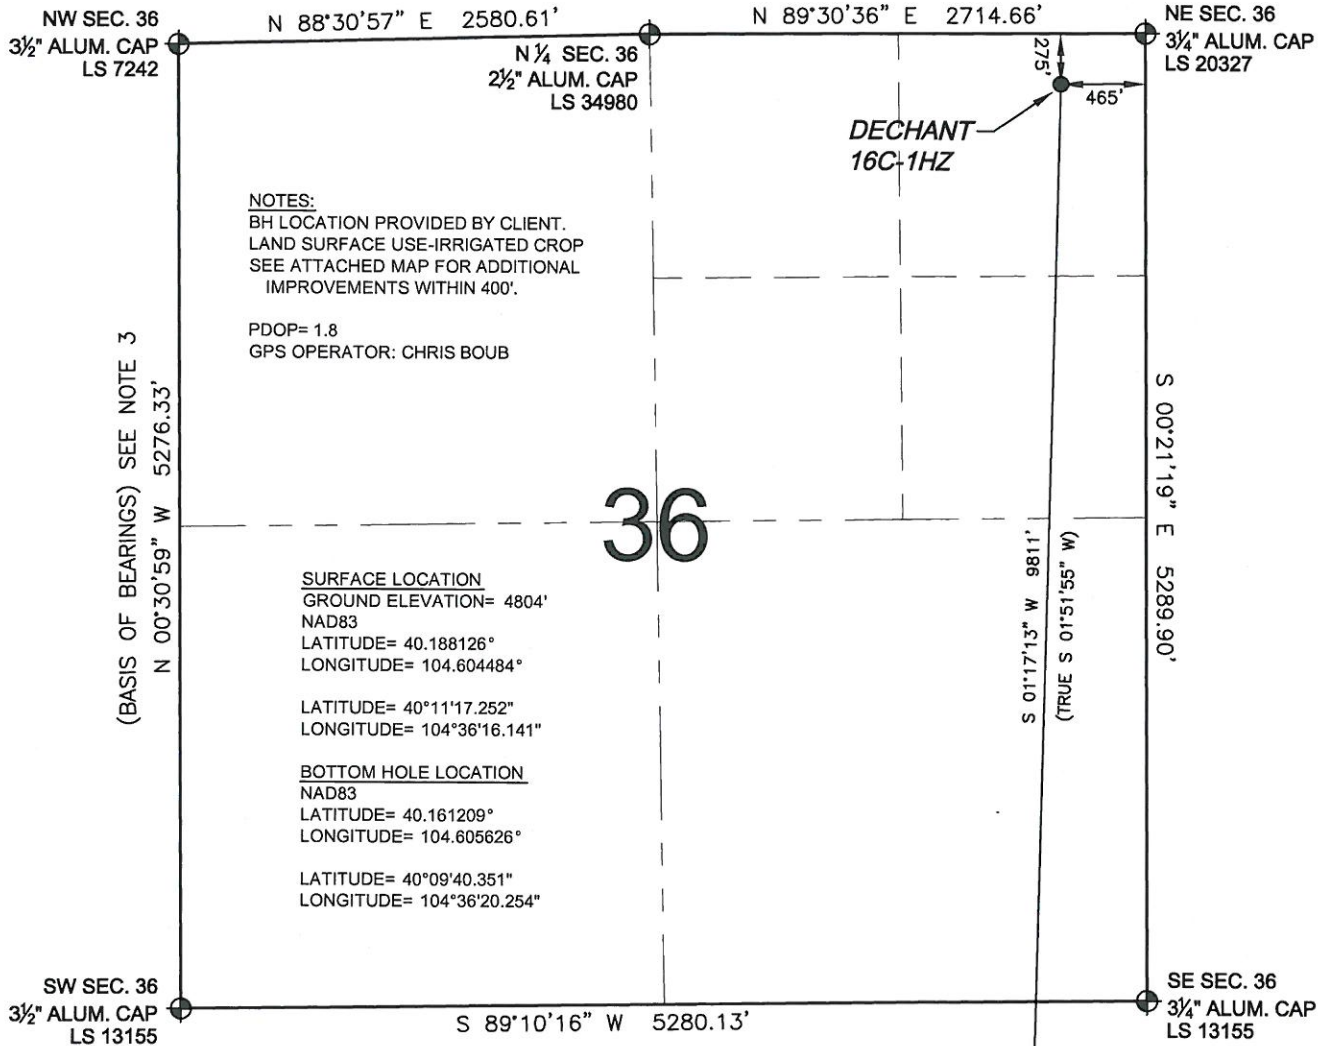 NW SEC. 36
3½" ALUM. CAP
LS 7242
N 88°30'57" E 2580.61'
N ¼ SEC. 36
2½" ALUM. CAP
LS 34980
N 89°30'36" E 2714.66'
NE SEC. 36
3¼" ALUM. CAP
LS 20327
275'
465'
DECHANT
16C-1HZ
NOTES:
BH LOCATION PROVIDED BY CLIENT.
LAND SURFACE USE-IRRIGATED CROP
SEE ATTACHED MAP FOR ADDITIONAL
IMPROVEMENTS WITHIN 400'.
PDOP= 1.8
GPS OPERATOR: CHRIS BOUB
(BASIS OF BEARINGS) SEE NOTE 3
N 00°30'59" W 5276.33'
36
S 00°21'19" E 5289.90'
S 01°17'13" W 9811'
(TRUE S 01°51'55" W)
SURFACE LOCATION
GROUND ELEVATION= 4804'
NAD83
LATITUDE= 40.188126°
LONGITUDE= 104.604484°
LATITUDE= 40°11'17.252"
LONGITUDE= 104°36'16.141"
BOTTOM HOLE LOCATION
NAD83
LATITUDE= 40.161209°
LONGITUDE= 104.605626°
LATITUDE= 40°09'40.351"
LONGITUDE= 104°36'20.254"
SW SEC. 36
3½" ALUM. CAP
LS 13155
S 89°10'16" W 5280.13'
SE SEC. 36
3¼" ALUM. CAP
LS 13155